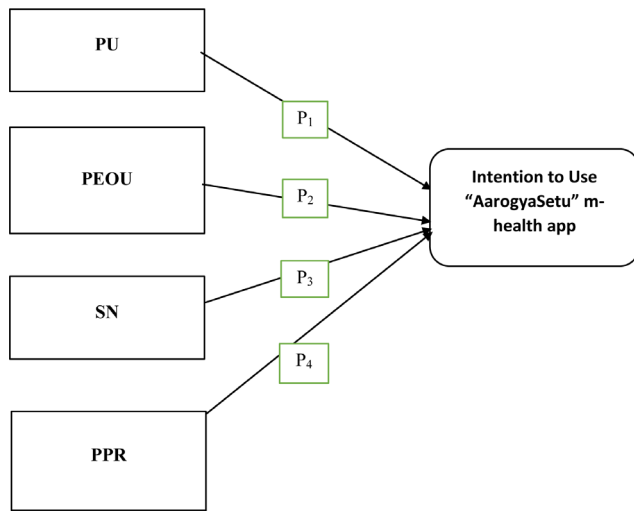 PU
P₁
PEOU
P₂
Intention to Use
“AarogyaSetu” m-
health app
SN
P₃
P₄
PPR